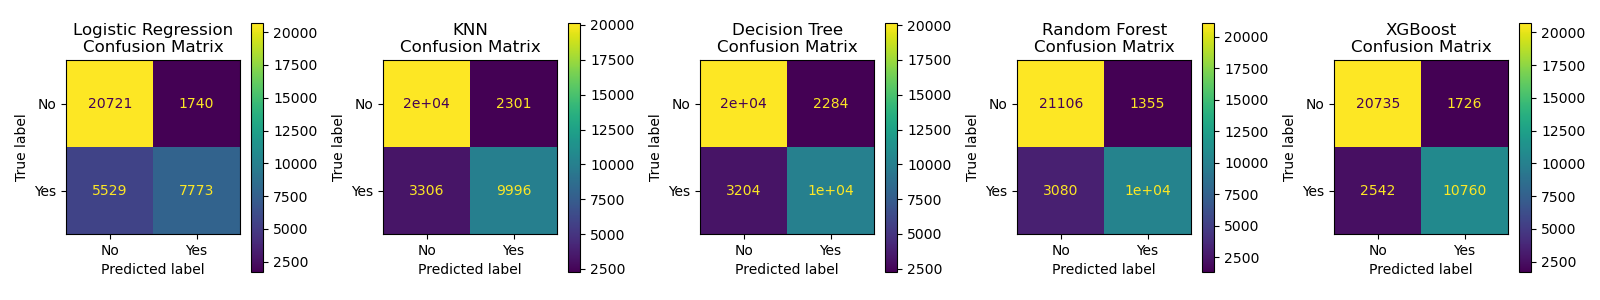 Logistic Regression
Confusion Matrix
True label
No
Yes
20721
1740
5529
7773
No
Yes
Predicted label
20000
17500
15000
12500
10000
7500
5000
2500
KNN
Confusion Matrix
True label
No
Yes
2e+04
2301
3306
9996
No
Yes
Predicted label
20000
17500
15000
12500
10000
7500
5000
2500
Decision Tree
Confusion Matrix
True label
No
Yes
2e+04
2284
3204
1e+04
No
Yes
Predicted label
20000
17500
15000
12500
10000
7500
5000
2500
Random Forest
Confusion Matrix
True label
No
Yes
21106
1355
3080
1e+04
No
Yes
Predicted label
20000
17500
15000
12500
10000
7500
5000
2500
XGBoost
Confusion Matrix
True label
No
Yes
20735
1726
2542
10760
No
Yes
Predicted label
20000
17500
15000
12500
10000
7500
5000
2500